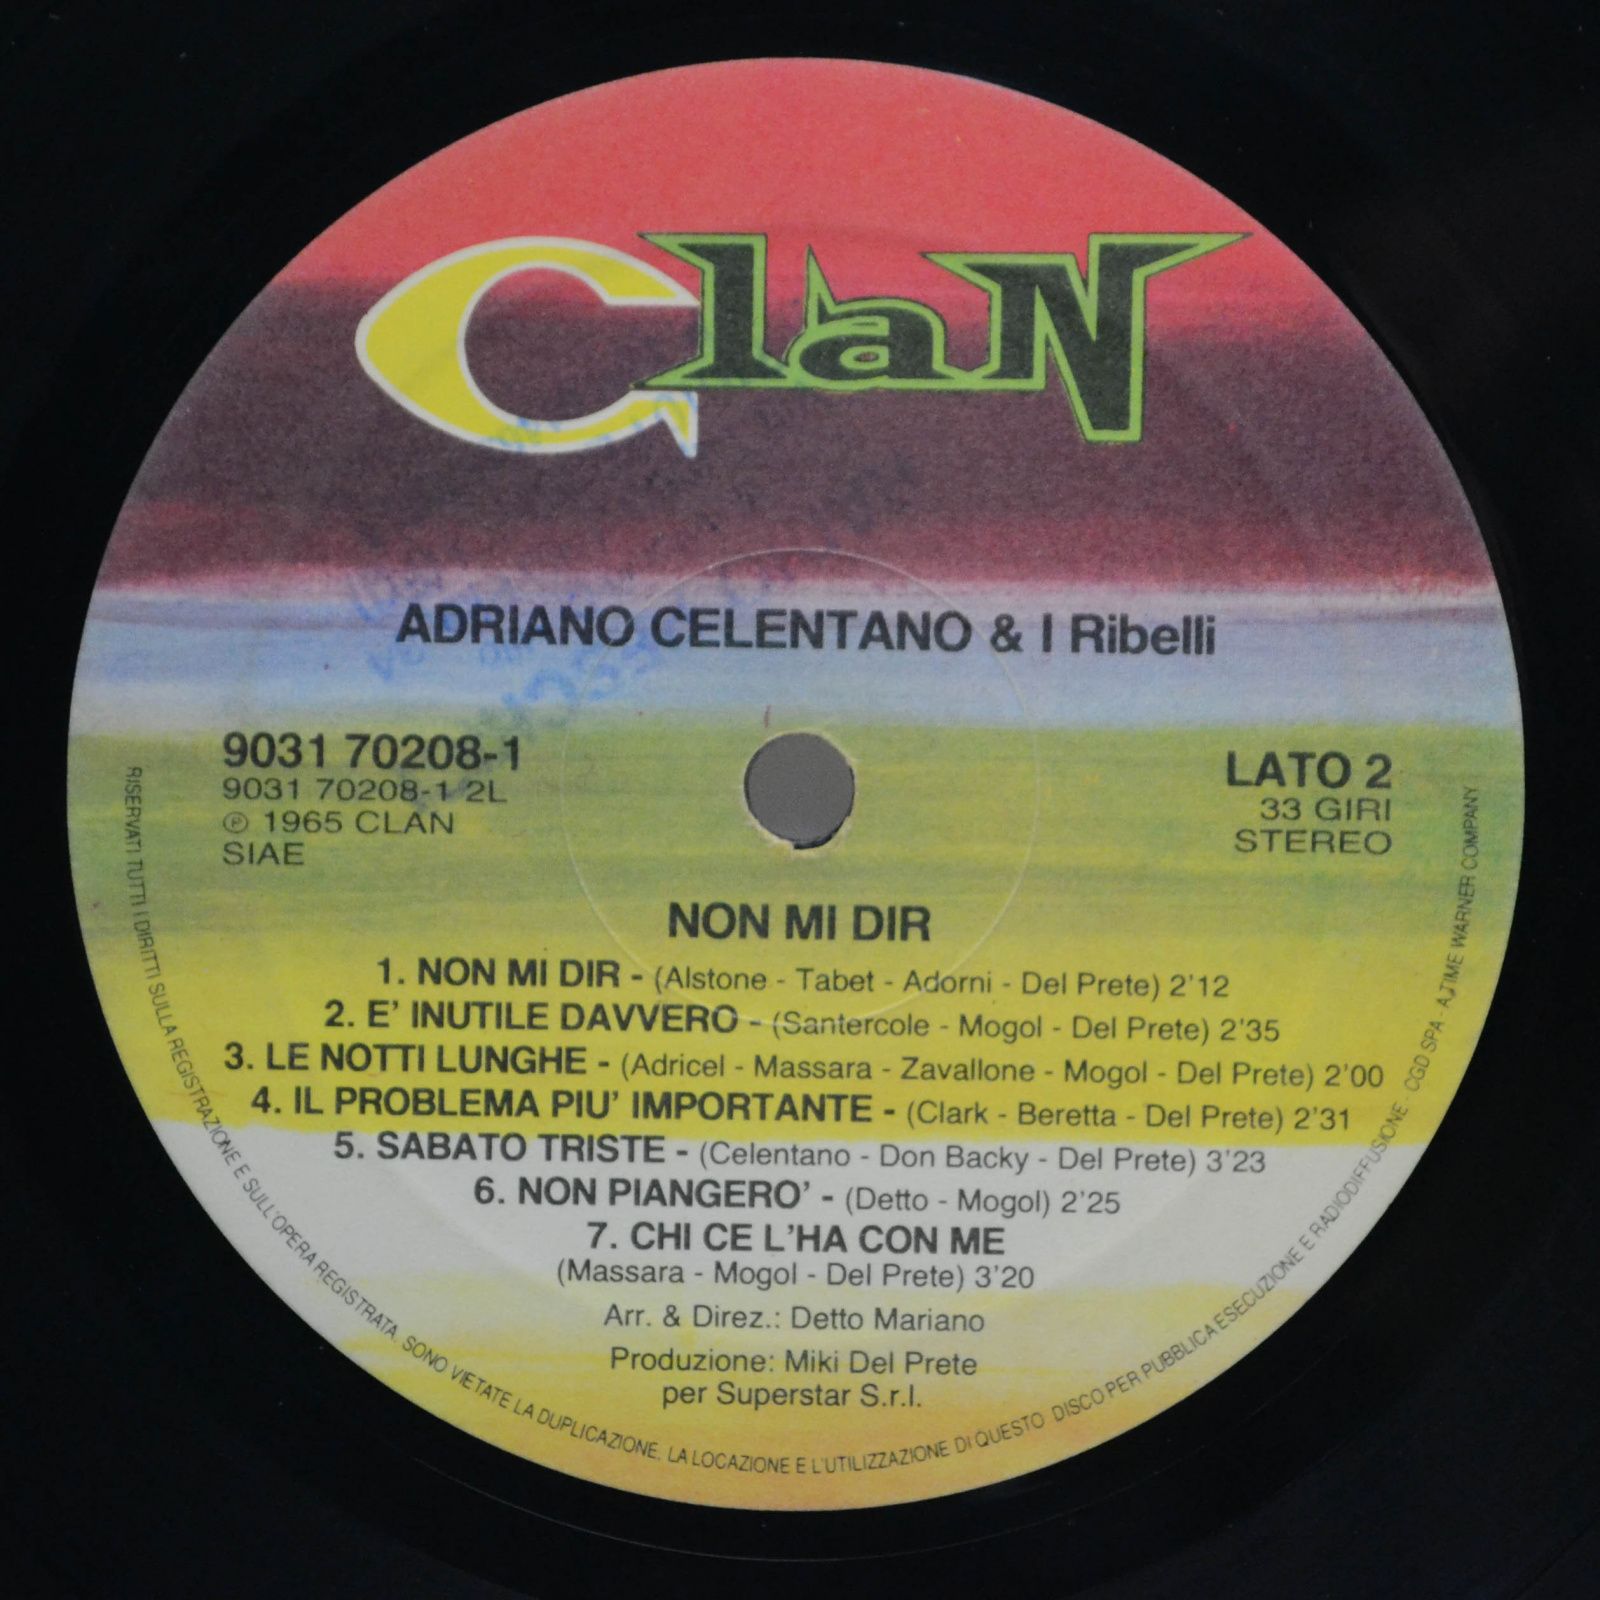 ClaN
ADRIANO CELENTANO & I Ribelli
9031 70208-1
9031 70208-1 2L
℗ 1965 CLAN
SIAE
LATO 2
33 GIRI
STEREO
NON MI DIR
1. NON MI DIR - (Alstone - Tabet - Adorni - Del Prete) 2'12
2. E' INUTILE DAVVERO - (Santercole - Mogol - Del Prete) 2'35
3. LE NOTTI LUNGHE - (Adricel - Massara - Zavallone - Mogol - Del Prete) 2'00
4. IL PROBLEMA PIU' IMPORTANTE - (Clark - Beretta - Del Prete) 2'31
5. SABATO TRISTE - (Celentano - Don Backy - Del Prete) 3'23
6. NON PIANGERO' - (Detto - Mogol) 2'25
7. CHI CE L'HA CON ME
(Massara - Mogol - Del Prete) 3'20
Arr. & Direz.: Detto Mariano
Produzione: Miki Del Prete
per Superstar S.r.l.
RISERVATI TUTTI I DIRITTI SULLA REGISTRAZIONE E SULL'OPERA REGISTRATA. SONO VIETATE LA DUPLICAZIONE, LA LOCAZIONE E L'UTILIZZAZIONE DI QUESTO DISCO PER PUBBLICA ESECUZIONE E RADIODIFFUSIONE - CGD SPA - A TIME WARNER COMPANY